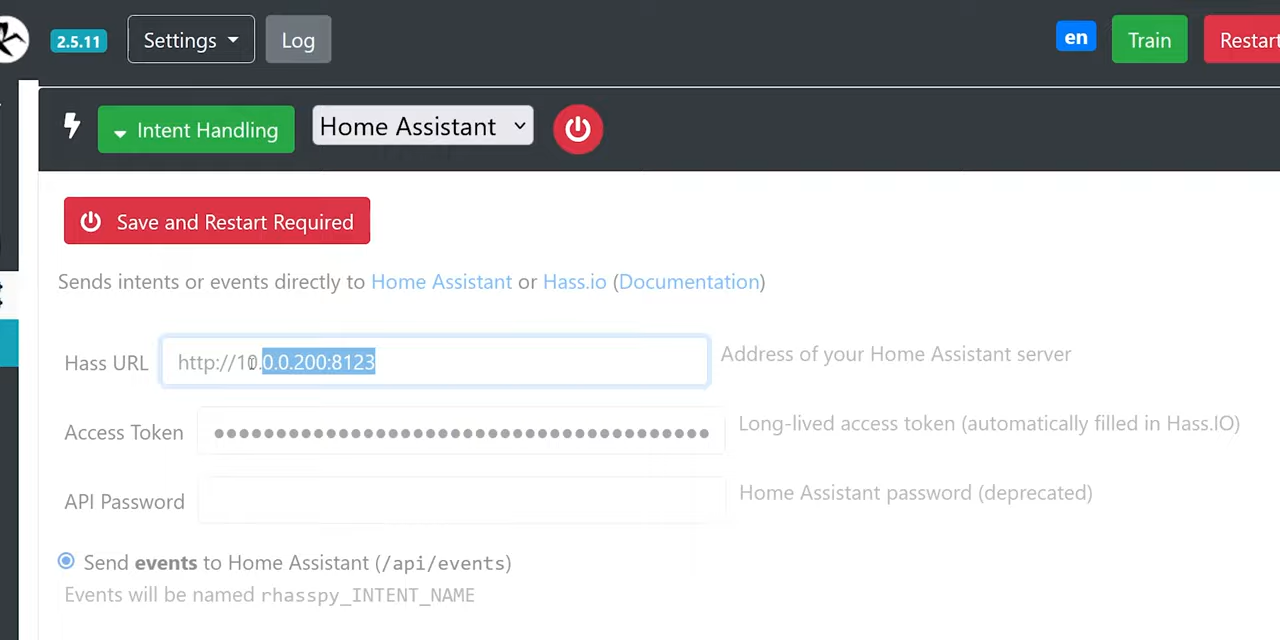 2.5.11 Settings Log en Train Restart
Intent Handling Home Assistant
Save and Restart Required
Sends intents or events directly to Home Assistant or Hass.io (Documentation)
Hass URL http://10.0.0.200:8123 Address of your Home Assistant server
Access Token ●●●●●●●●●●●●●●●●●●●●●●●●●●●●●●●●●●●●●●●● Long-lived access token (automatically filled in Hass.IO)
API Password Home Assistant password (deprecated)
Send events to Home Assistant (/api/events)
Events will be named rhasspy_INTENT_NAME